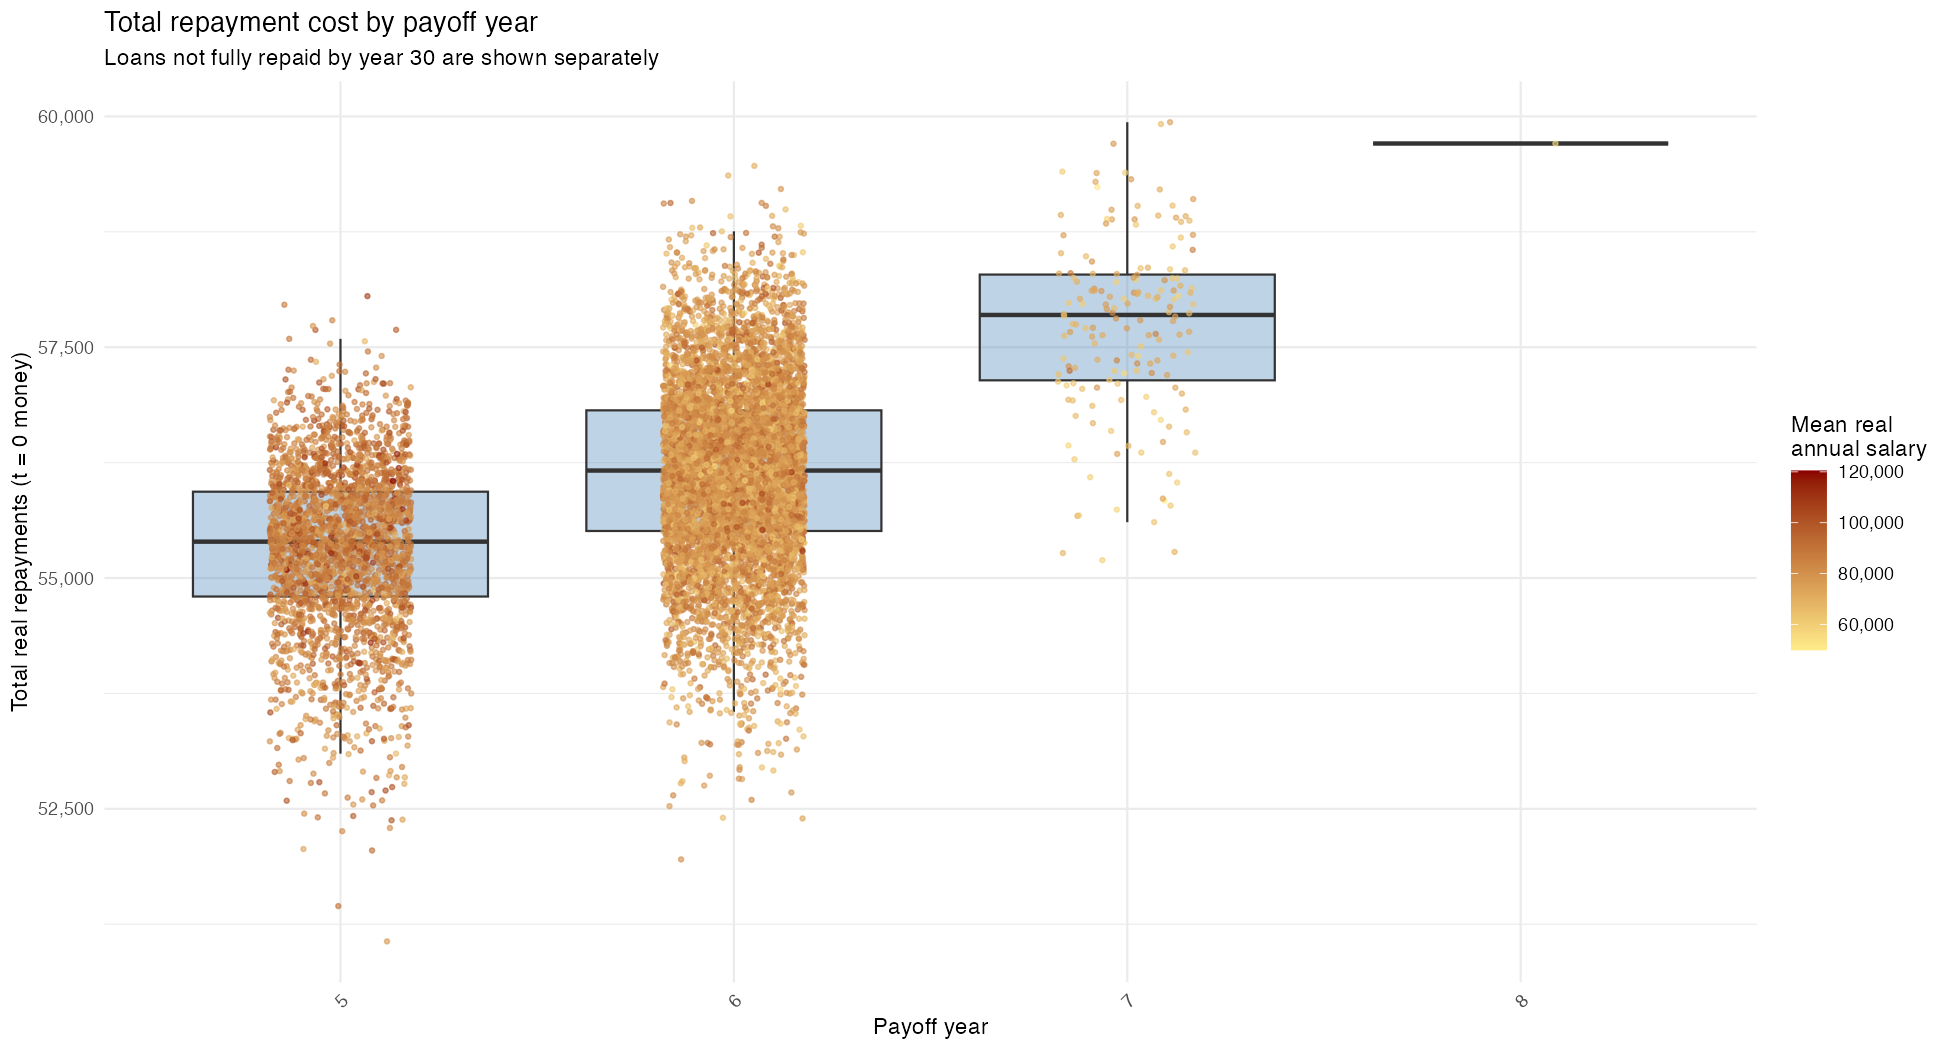 Total repayment cost by payoff year
Loans not fully repaid by year 30 are shown separately
Total real repayments (t = 0 money)
60,000
57,500
55,000
52,500
5
6
7
8
Payoff year
Mean real
annual salary
120,000
100,000
80,000
60,000